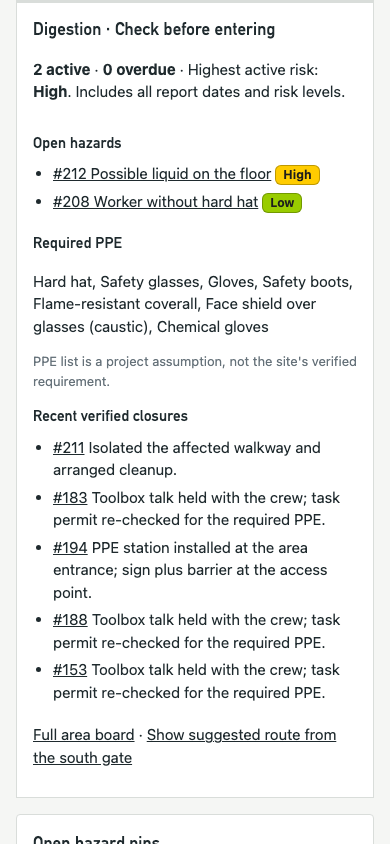 Digestion · Check before entering
2 active · 0 overdue · Highest active risk:
High. Includes all report dates and risk levels.
Open hazards
• #212 Possible liquid on the floor High
• #208 Worker without hard hat Low
Required PPE
Hard hat, Safety glasses, Gloves, Safety boots,
Flame-resistant coverall, Face shield over
glasses (caustic), Chemical gloves
PPE list is a project assumption, not the site's verified
requirement.
Recent verified closures
• #211 Isolated the affected walkway and
arranged cleanup.
• #183 Toolbox talk held with the crew; task
permit re-checked for the required PPE.
• #194 PPE station installed at the area
entrance; sign plus barrier at the access
point.
• #188 Toolbox talk held with the crew; task
permit re-checked for the required PPE.
• #153 Toolbox talk held with the crew; task
permit re-checked for the required PPE.
Full area board · Show suggested route from
the south gate
Open hazard pins